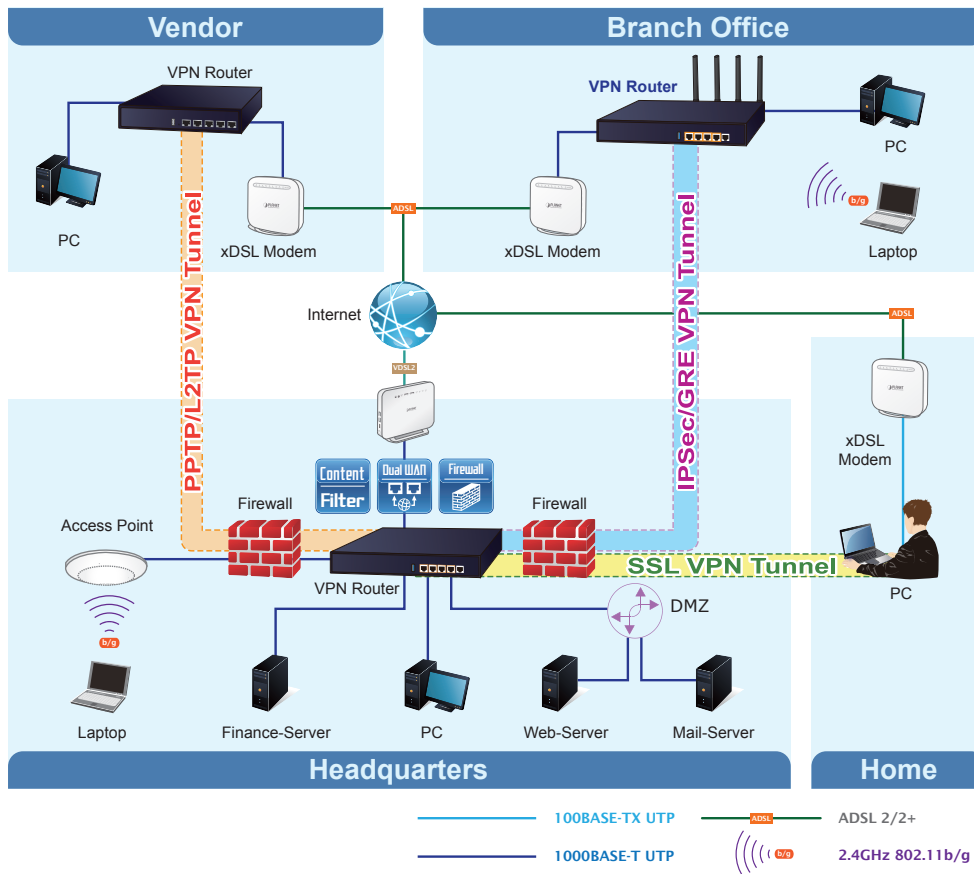 Vendor
Branch Office
VPN Router
VPN Router
PC
PC
xDSL Modem
ADSL
xDSL Modem
b/g
Laptop
PPTP/L2TP VPN Tunnel
IPSec/GRE VPN Tunnel
Internet
ADSL
VDSL2
xDSL
Modem
Content
Filter
Dual WAN
Firewall
Firewall
Firewall
Access Point
VPN Router
SSL VPN Tunnel
PC
DMZ
b/g
Laptop
Finance-Server
PC
Web-Server
Mail-Server
Headquarters
Home
100BASE-TX UTP
ADSL
ADSL 2/2+
1000BASE-T UTP
b/g
2.4GHz 802.11b/g